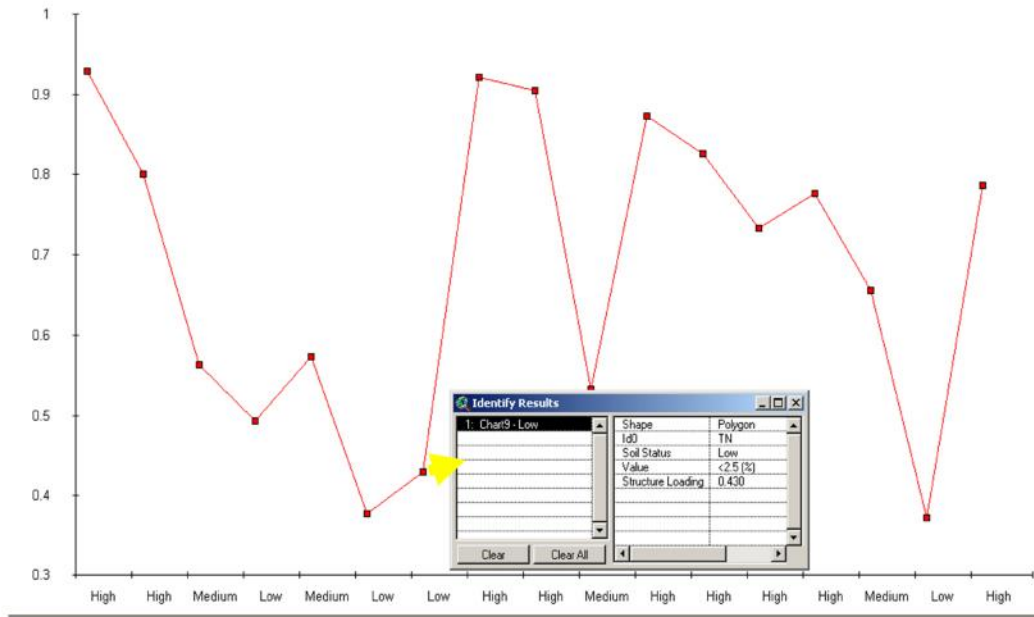 1
0.9
0.8
0.7
0.6
0.5
0.4
0.3
Identify Results
1: Chart9 - Low
Shape Polygon
Id0 TN
Soil Status Low
Value <2.5 (%)
Structure Loading 0.430
Clear Clear All
High High Medium Low Medium Low Low High High Medium High High High High Medium Low High